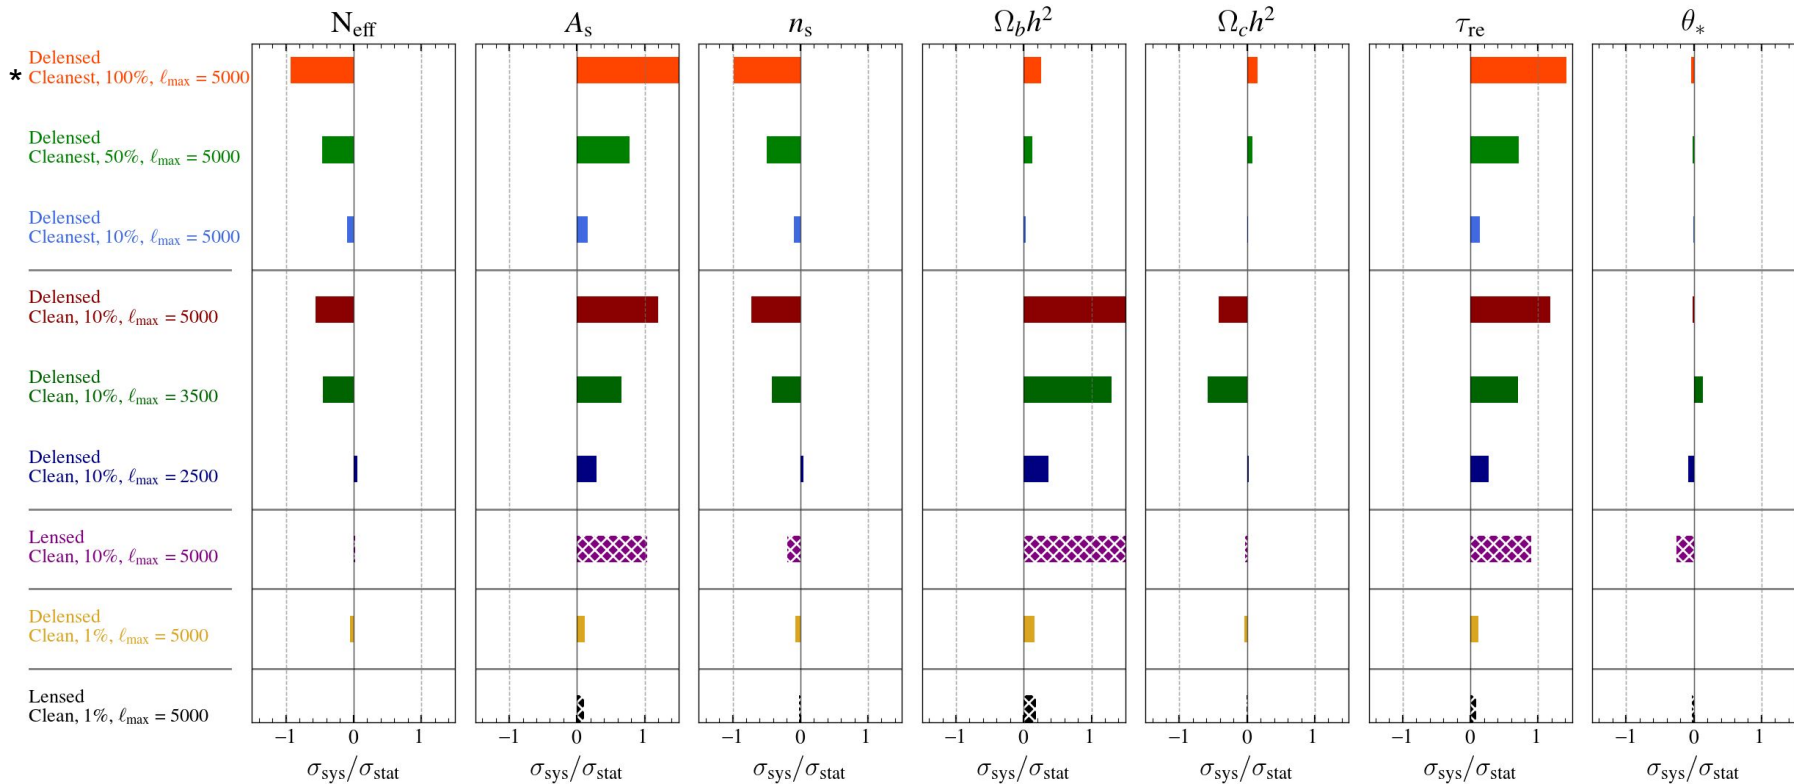 N_eff A_s n_s Ω_b h² Ω_c h² τ_re θ_*
Delensed
* Cleanest, 100%, ℓ_max = 5000
Delensed
Cleanest, 50%, ℓ_max = 5000
Delensed
Cleanest, 10%, ℓ_max = 5000
Delensed
Clean, 10%, ℓ_max = 5000
Delensed
Clean, 10%, ℓ_max = 3500
Delensed
Clean, 10%, ℓ_max = 2500
Lensed
Clean, 10%, ℓ_max = 5000
Delensed
Clean, 1%, ℓ_max = 5000
Lensed
Clean, 1%, ℓ_max = 5000
−1 0 1 −1 0 1 −1 0 1 −1 0 1 −1 0 1 −1 0 1 −1 0 1
σ_sys/σ_stat σ_sys/σ_stat σ_sys/σ_stat σ_sys/σ_stat σ_sys/σ_stat σ_sys/σ_stat σ_sys/σ_stat